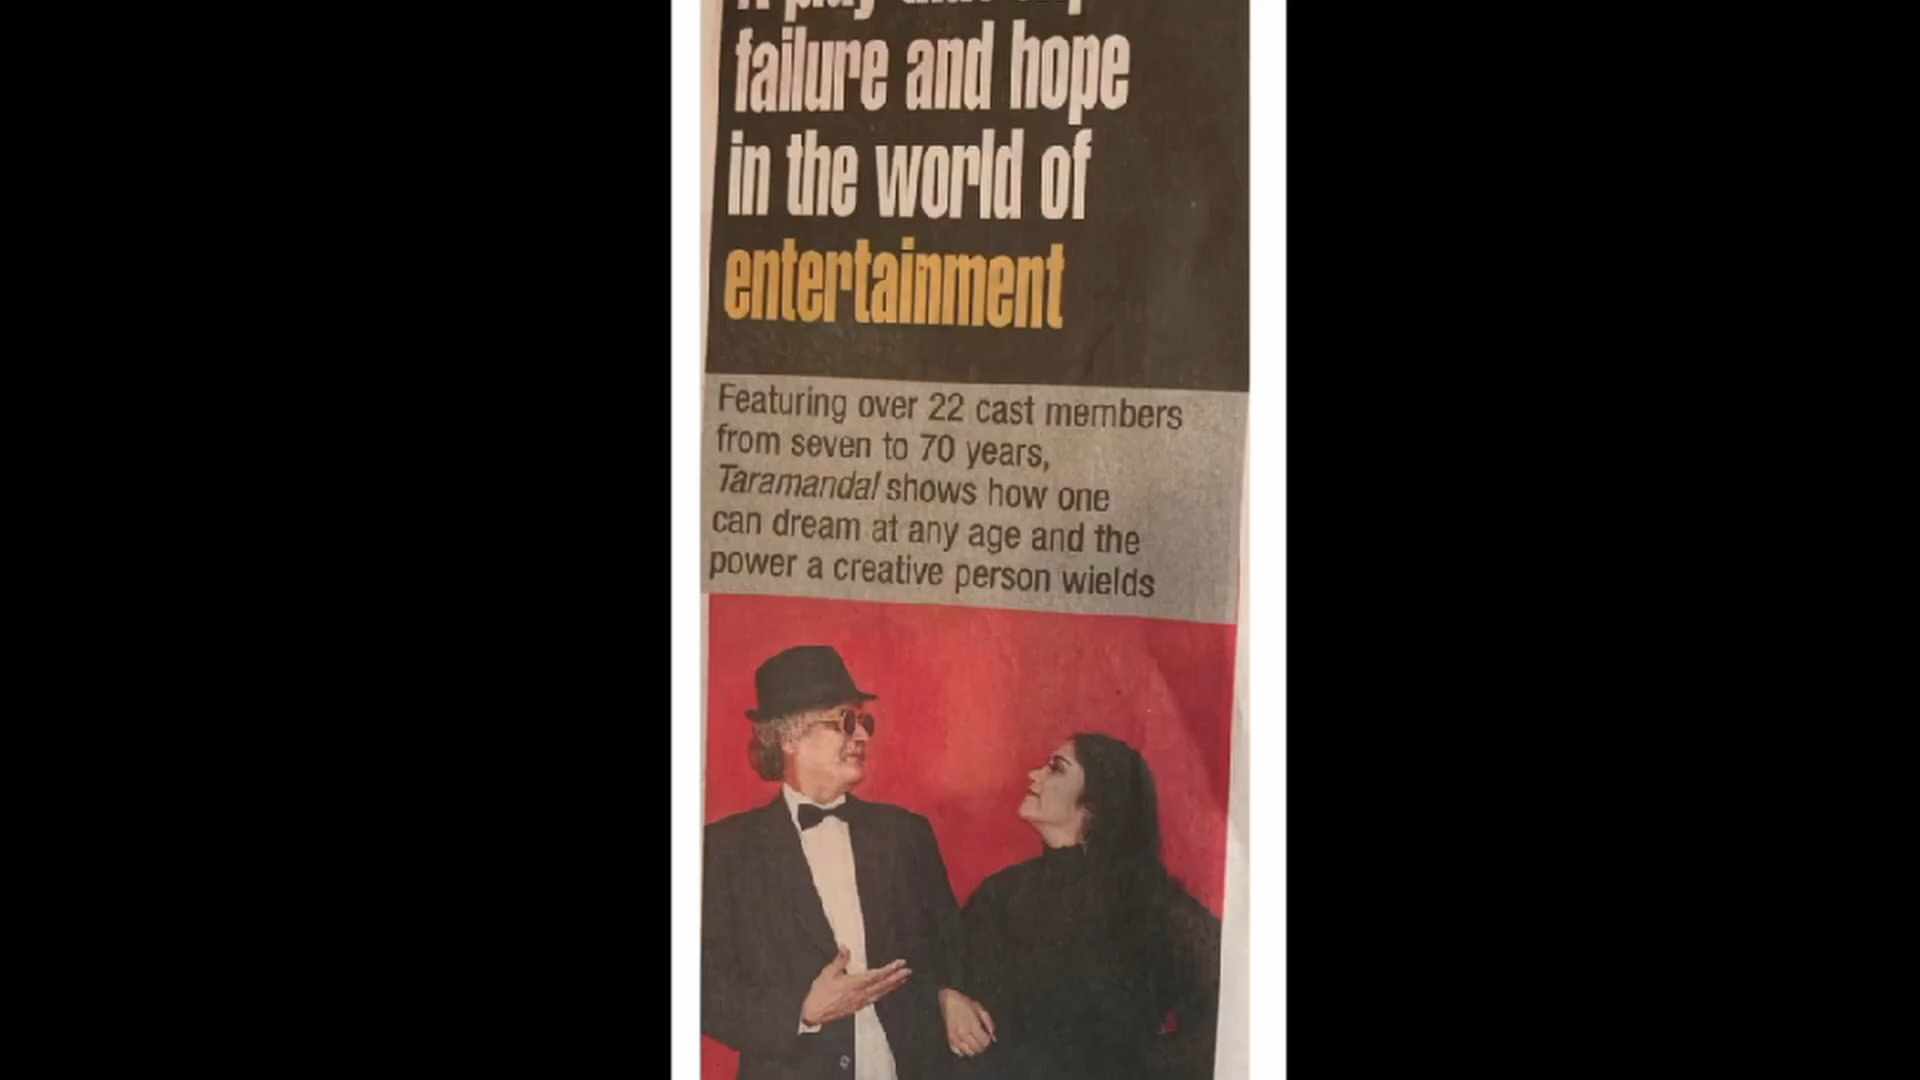 failure and hope
in the world of
entertainment
Featuring over 22 cast members
from seven to 70 years,
Taramandal shows how one
can dream at any age and the
power a creative person wields